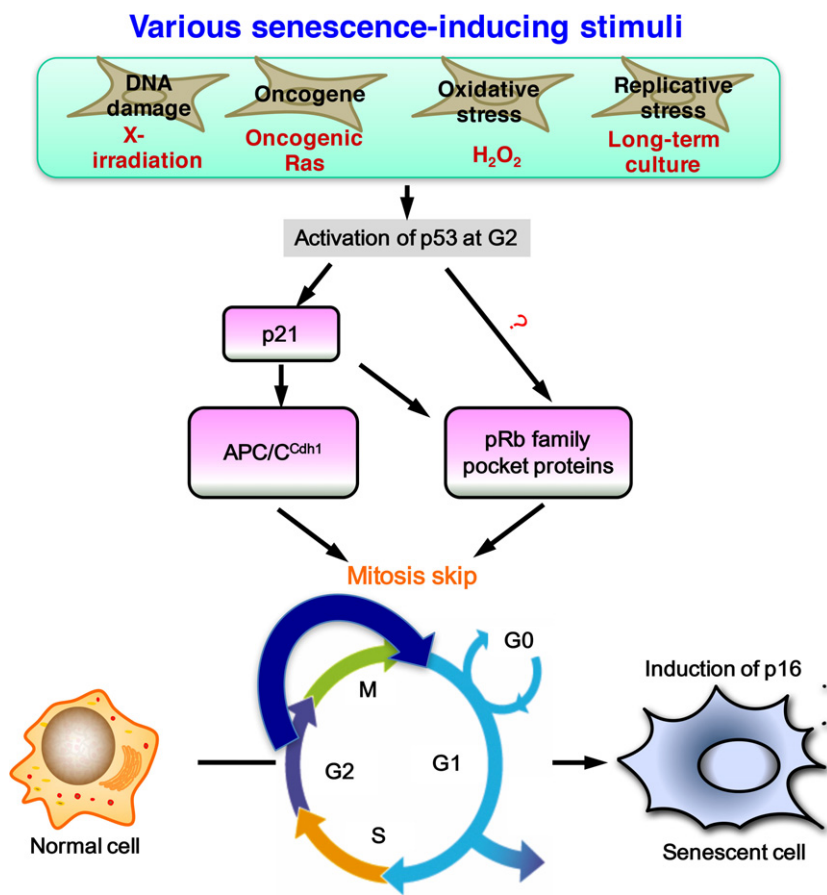 Various senescence-inducing stimuli
DNA
damage
X-
irradiation
Oncogene
Oncogenic
Ras
Oxidative
stress
H₂O₂
Replicative
stress
Long-term
culture
Activation of p53 at G2
?
p21
APC/C^Cdh1
pRb family
pocket proteins
Mitosis skip
G0
M
G2
G1
S
Induction of p16
Normal cell
Senescent cell